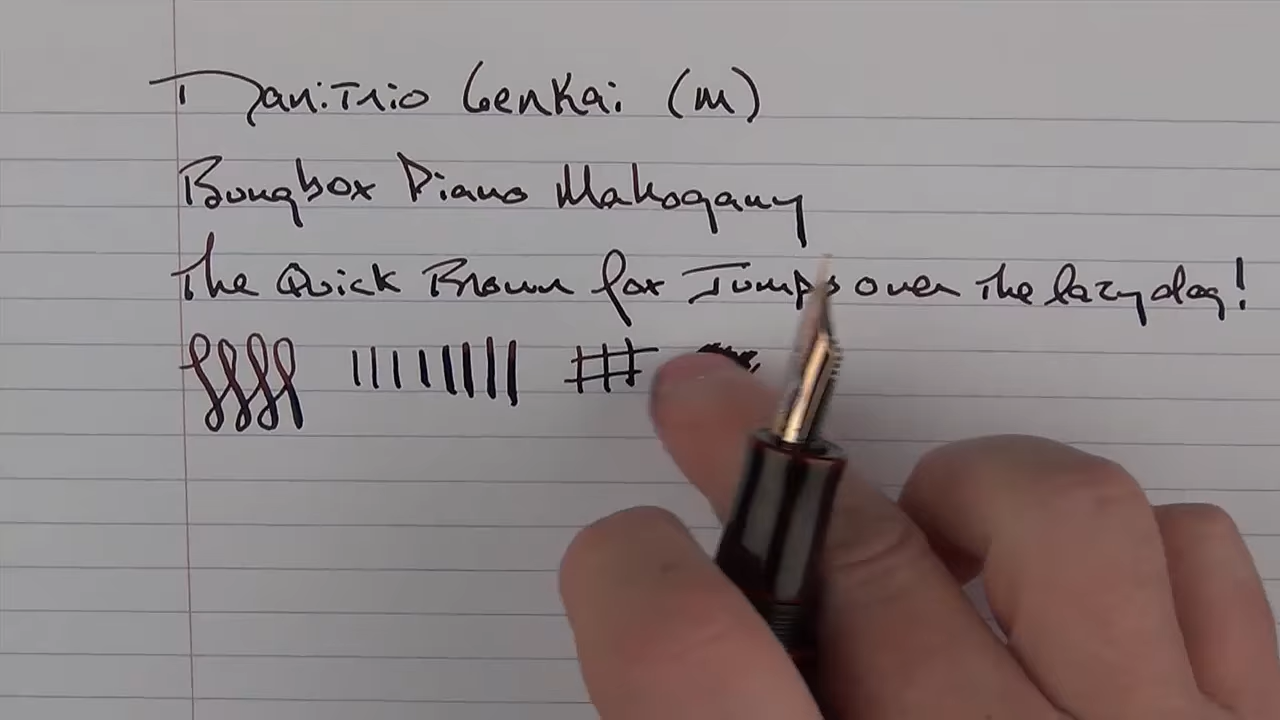 DaniTrio Genkai (M)
Bungbox Piano Mahogany
The Quick Brown fox Jumps over The lazy dog!